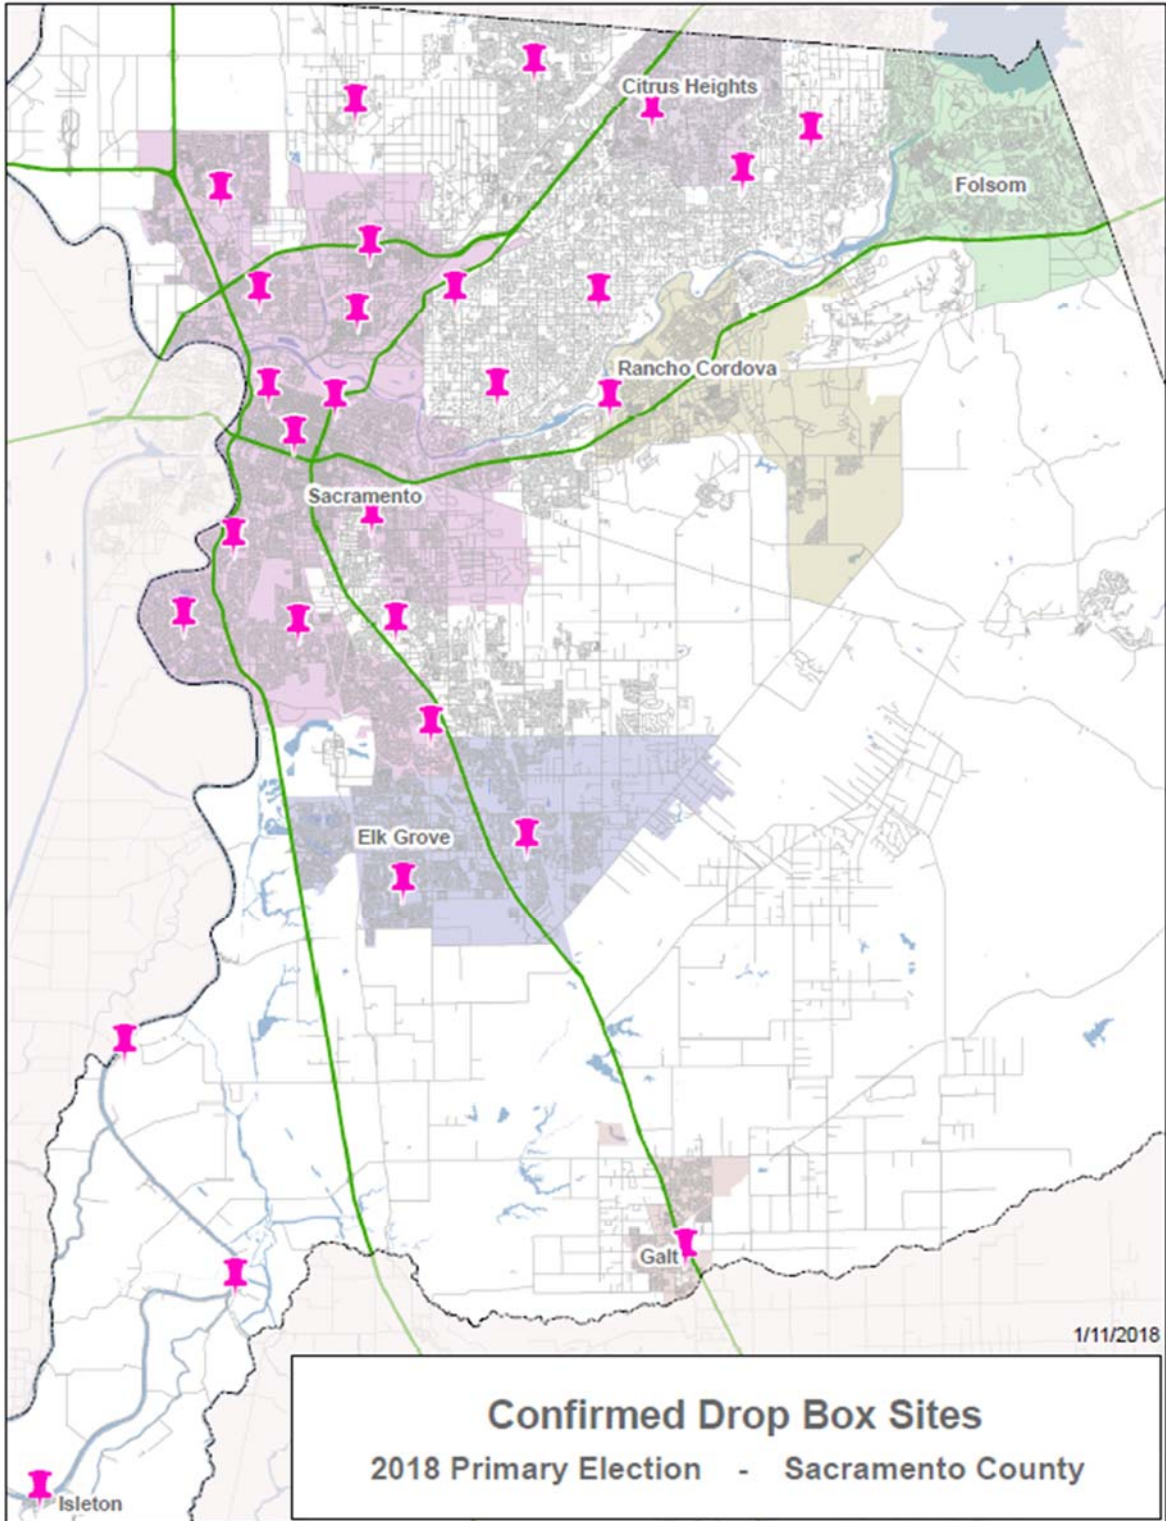 Citrus Heights
Folsom
Rancho Cordova
Sacramento
Elk Grove
Galt
1/11/2018
Confirmed Drop Box Sites
2018 Primary Election - Sacramento County
Isleton